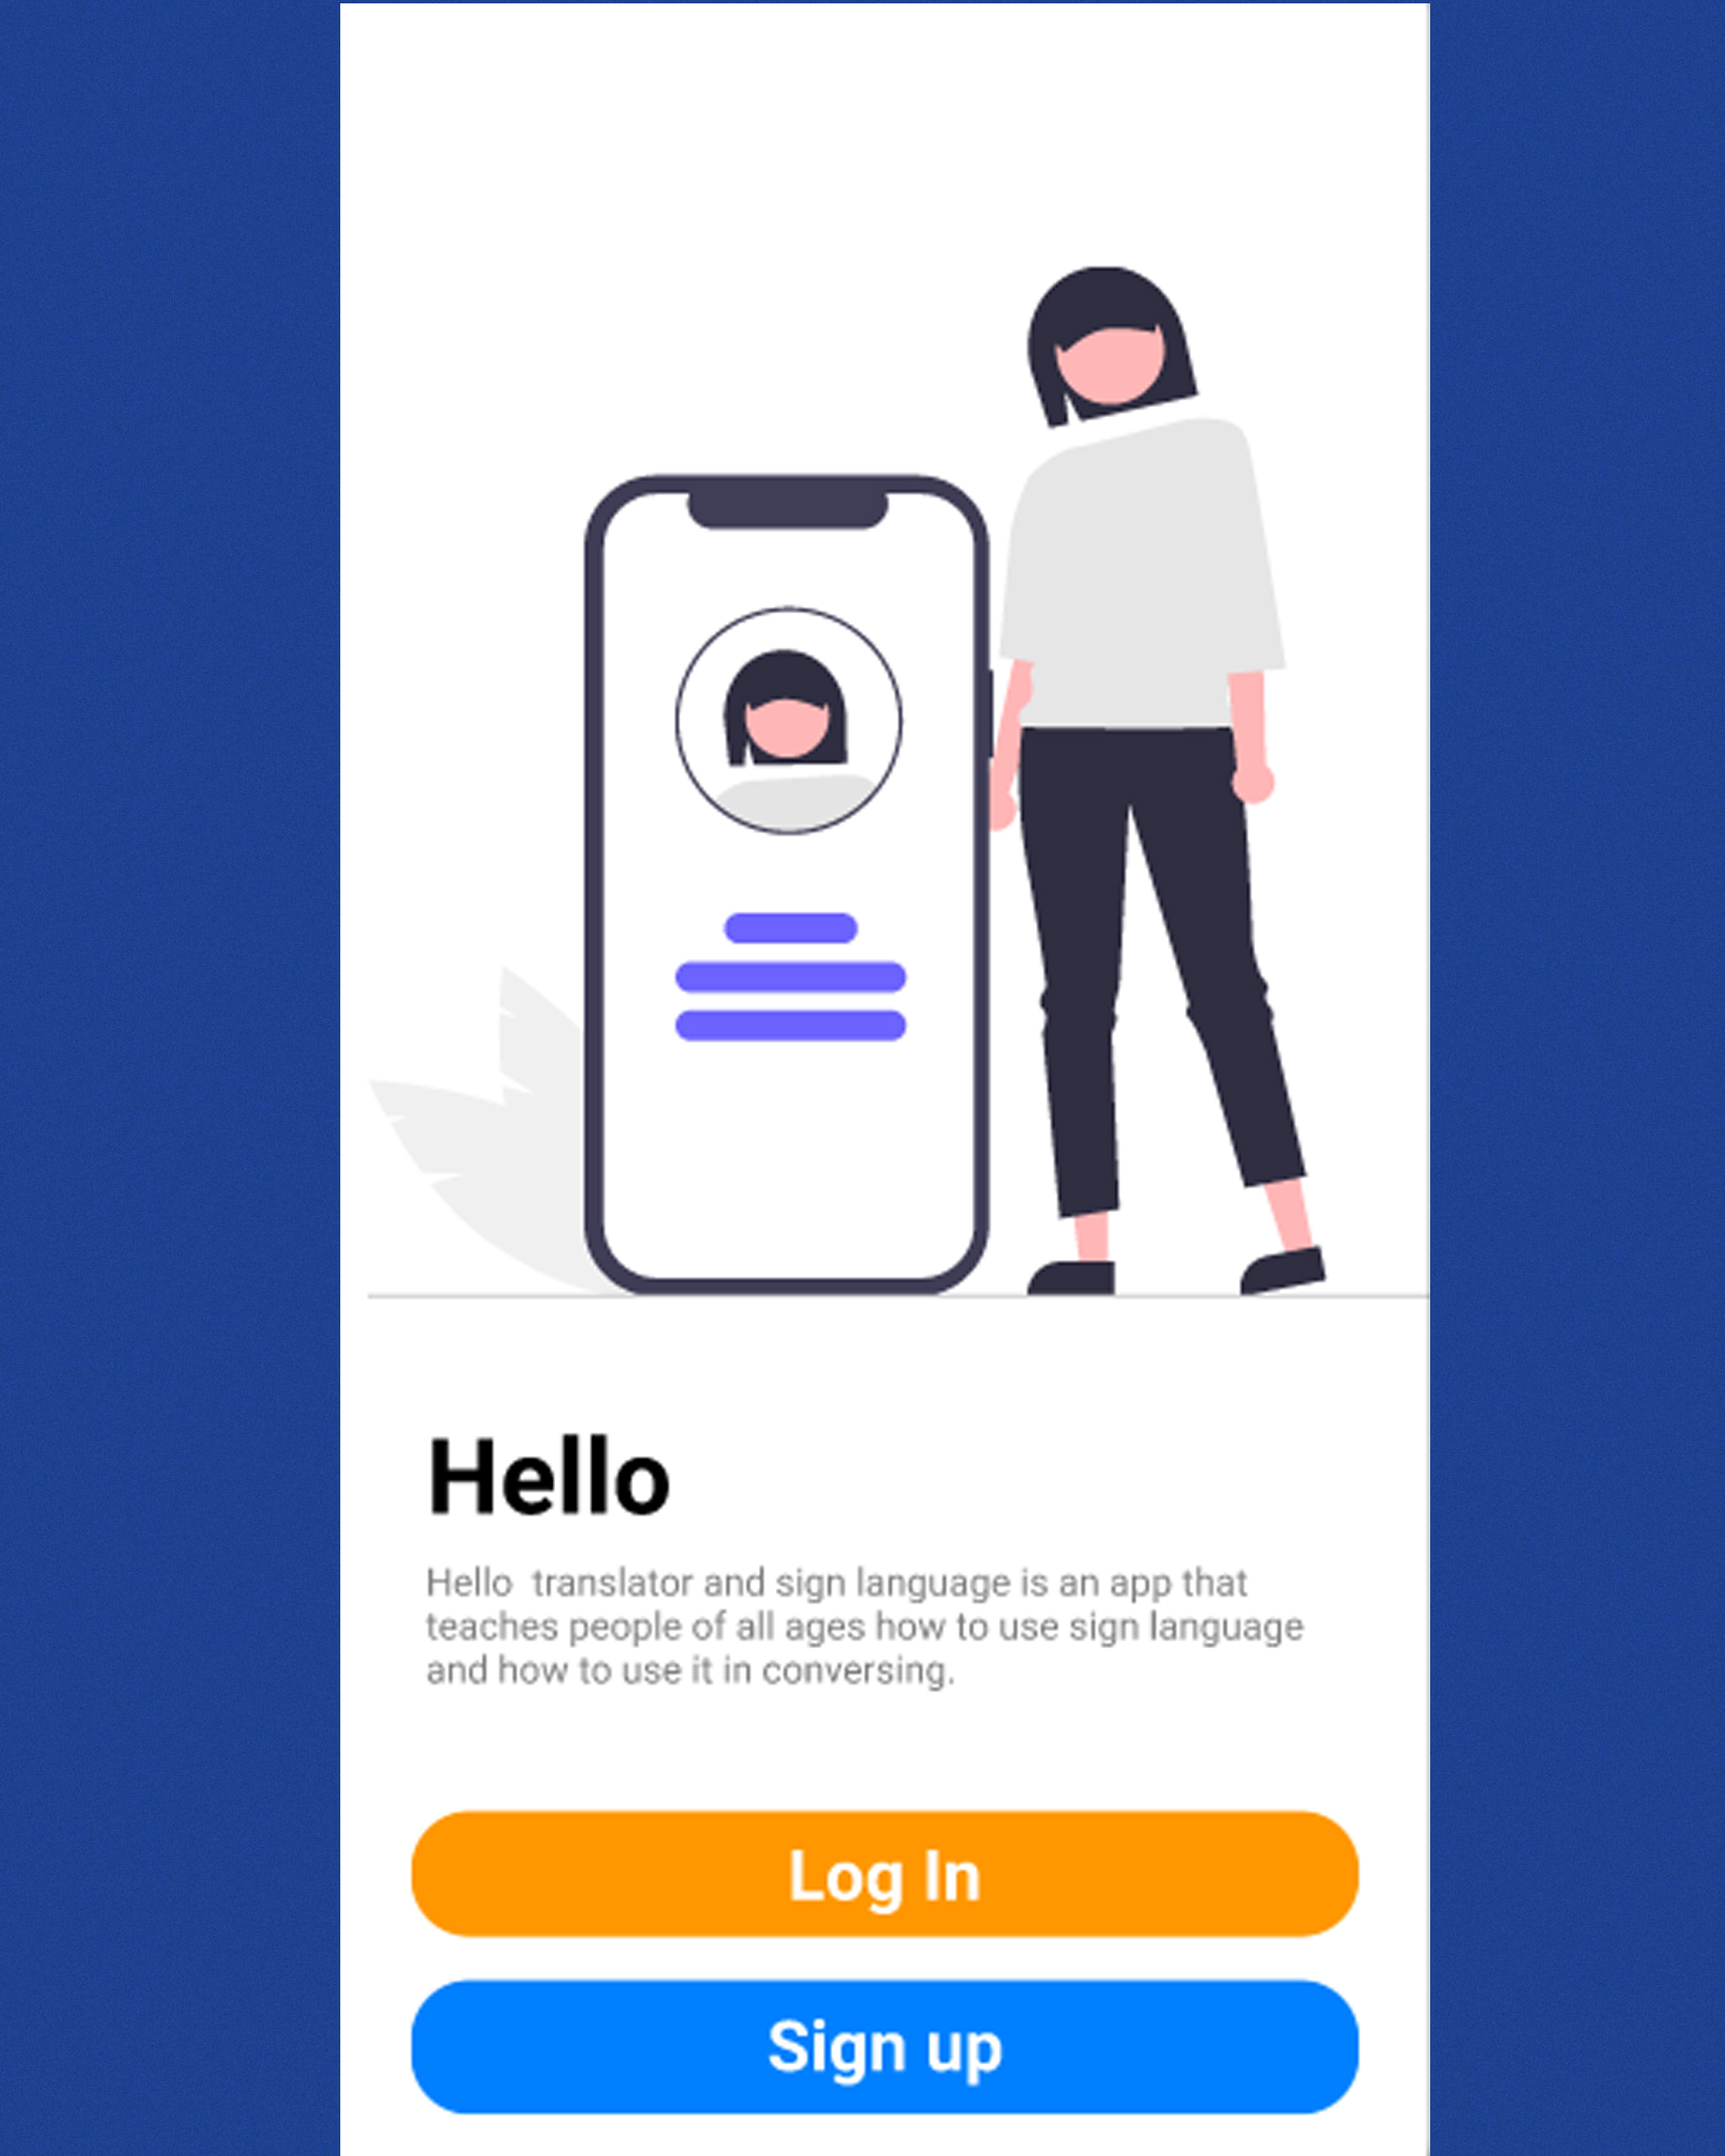 Hello
Hello  translator and sign language is an app that
teaches people of all ages how to use sign language
and how to use it in conversing.
Log In
Sign up